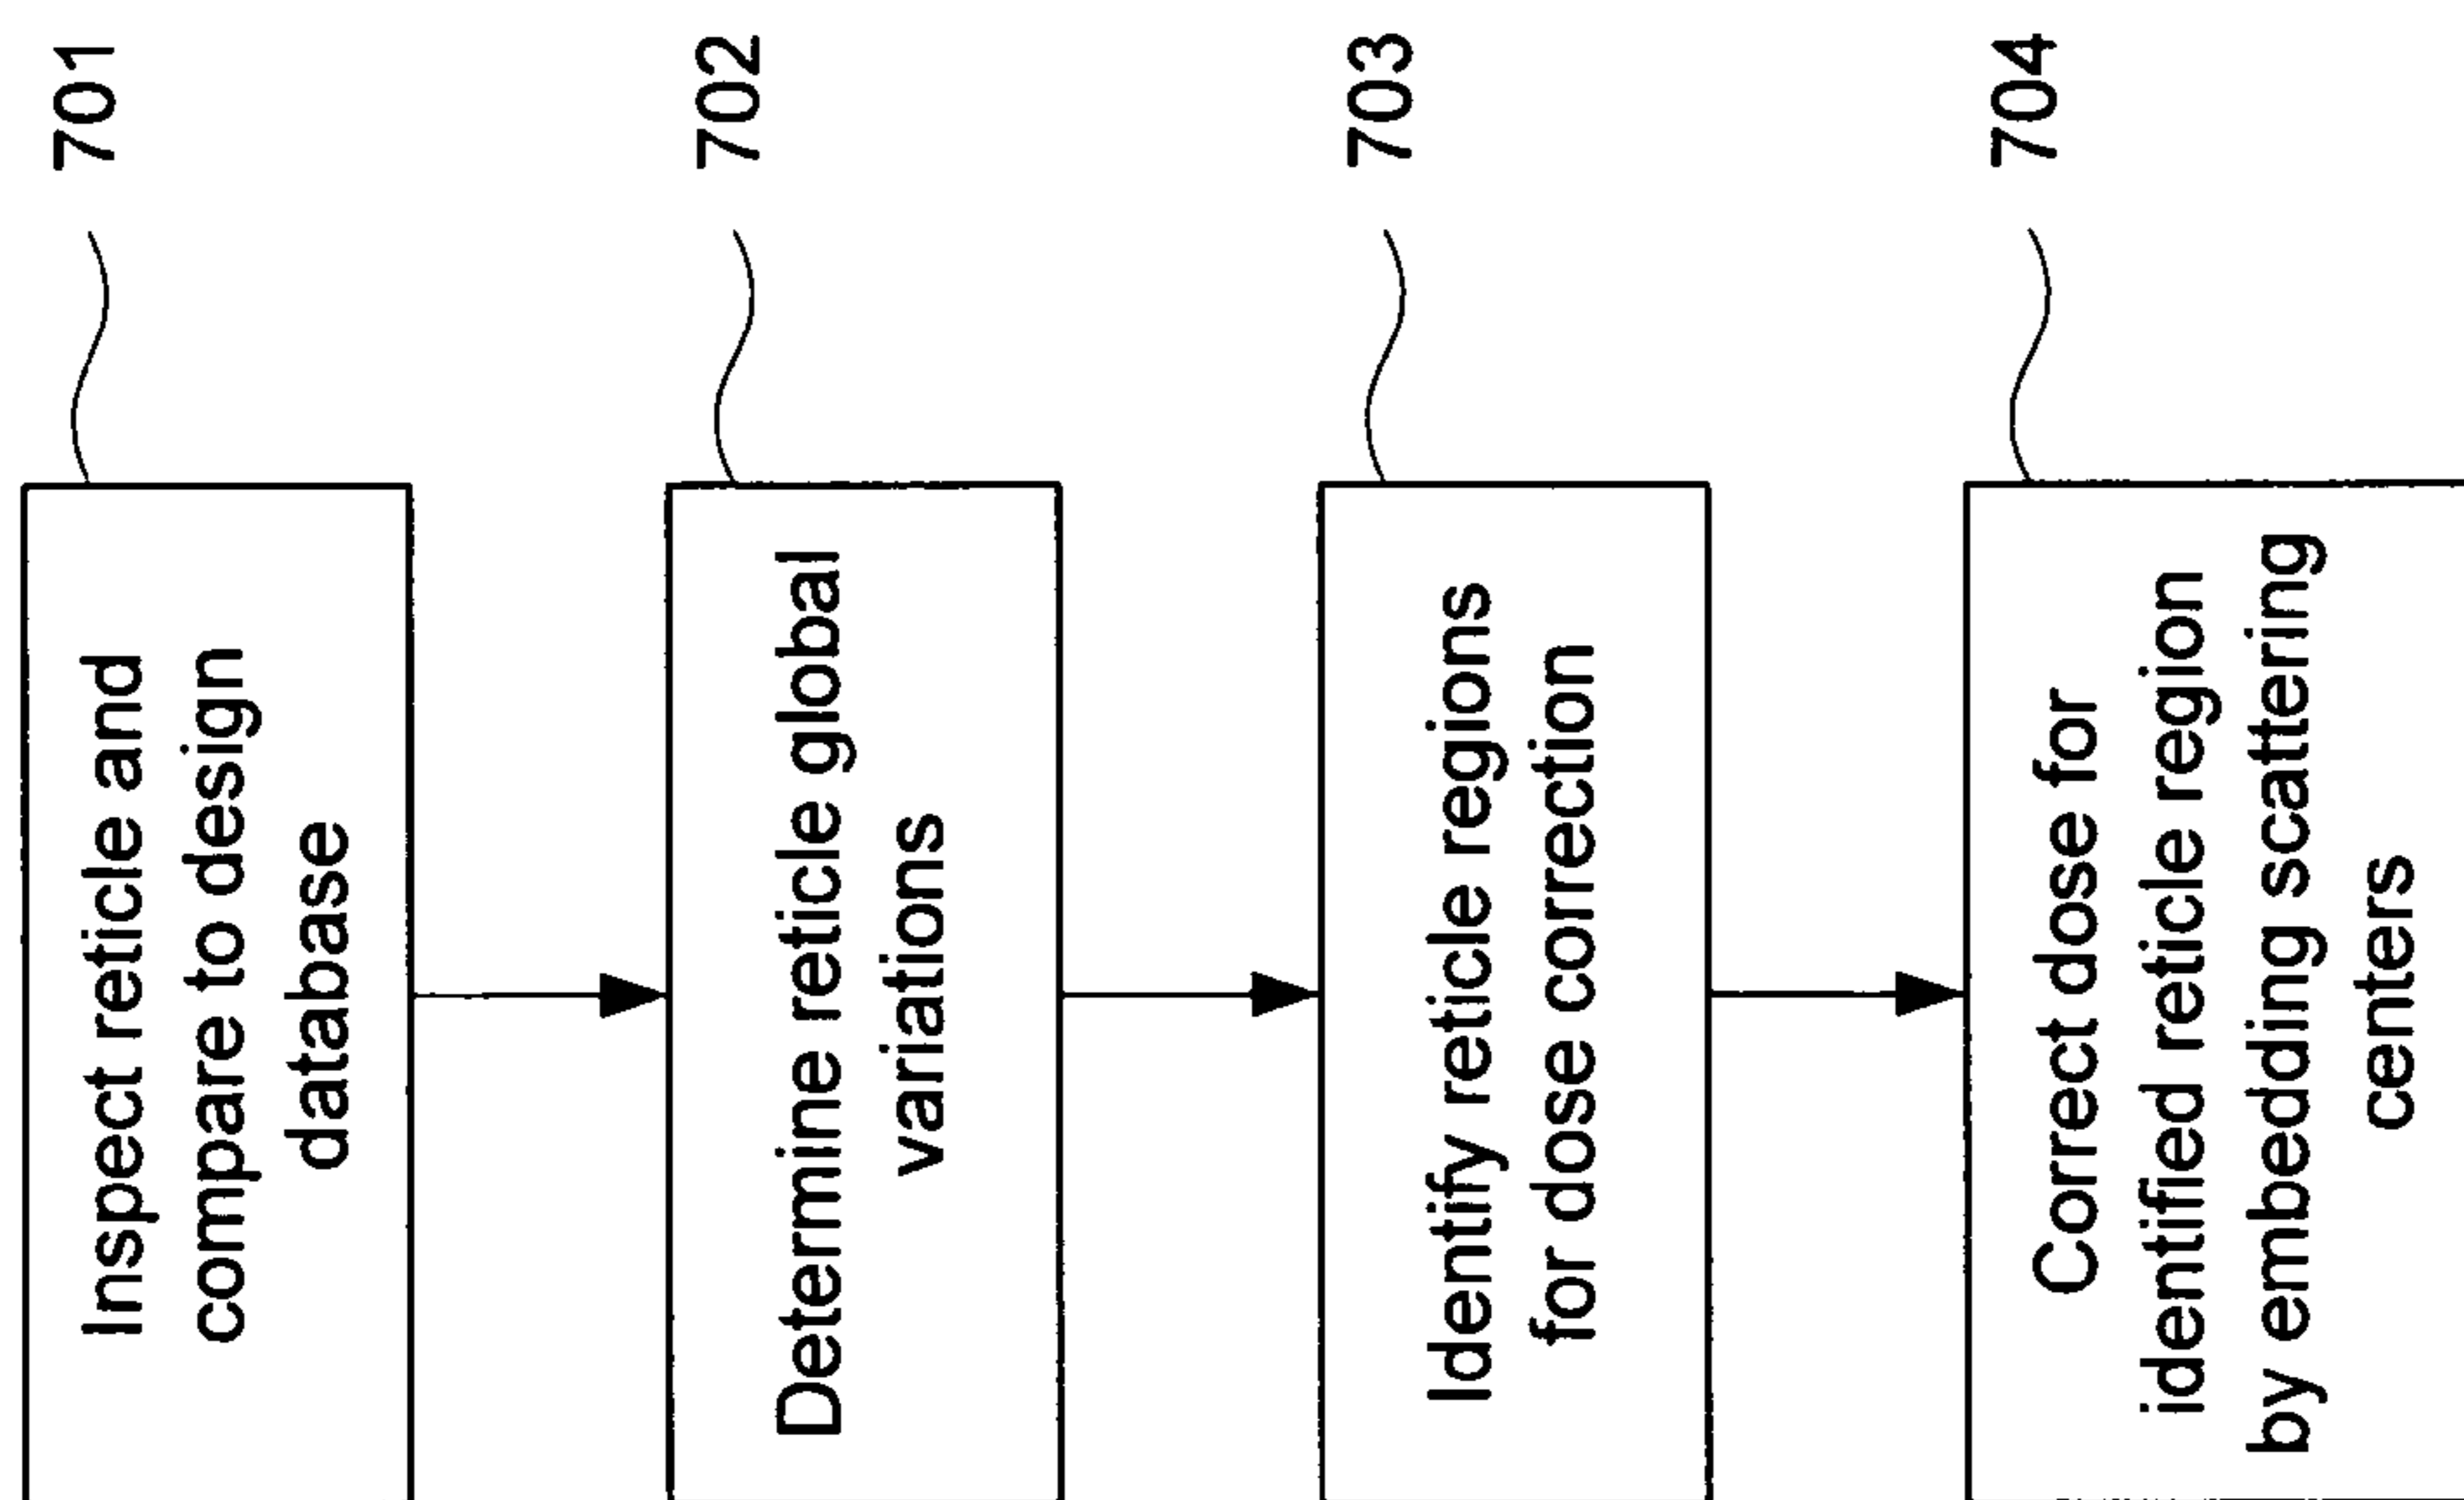 701
Inspect reticle and
compare to design
database
702
Determine reticle global
variations
703
Identify reticle regions
for dose correction
704
Correct dose for
identified reticle region
by embedding scattering
centers